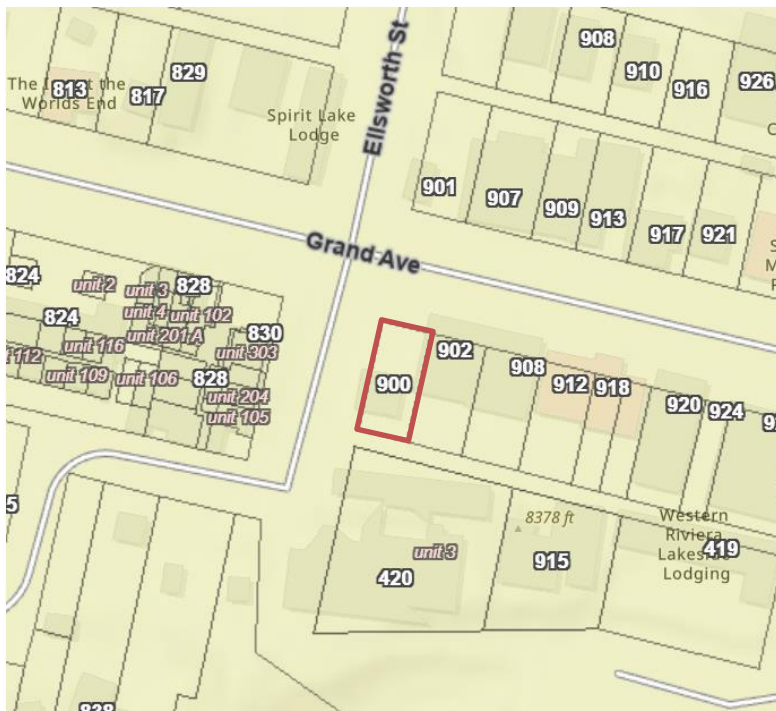 Ellsworth St
908
910
916
926
829
The I
t the
813
Worlds End
817
Spirit Lake
Lodge
901
907
909
913
917
921
Grand Ave
824
unit 2
unit 3
828
unit 4
unit 102
824
unit 201 A
830
unit 116
unit 303
112
unit 109
unit 106
828
unit 204
unit 105
900
902
908
912
918
920
924
5
8378 ft
Western
Riviera
Lakes
419
Lodging
unit 3
420
915